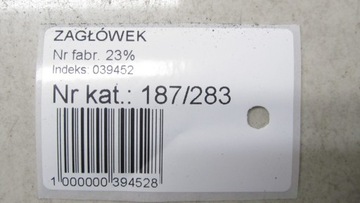 ZAGŁÓWEK
Nr fabr. 23%
Indeks: 039452
Nr kat.: 187/283
1 000000 394528